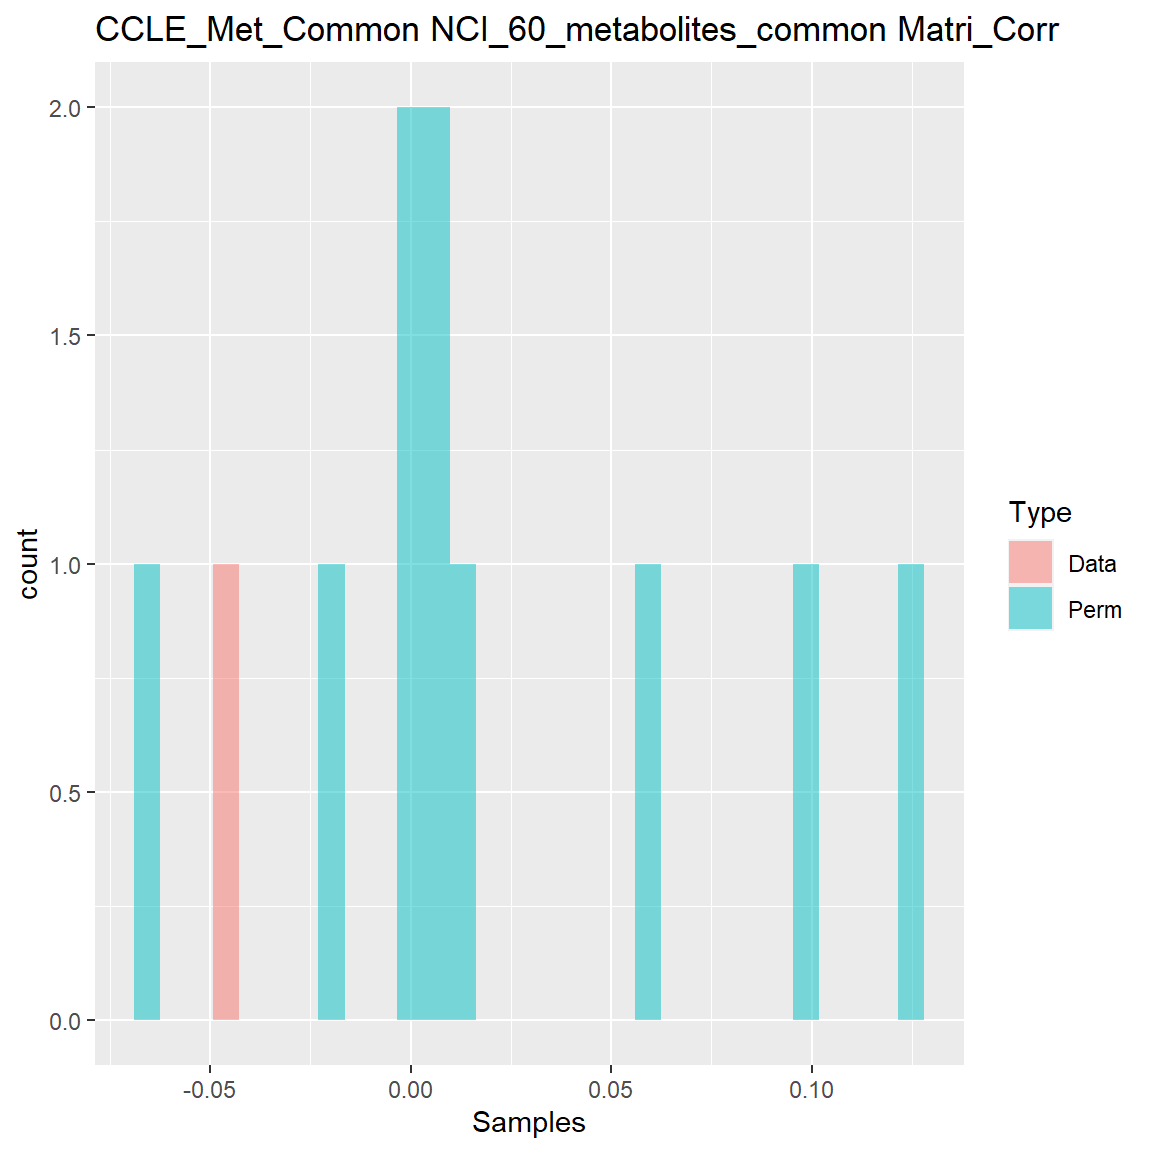 CCLE_Met_Common NCI_60_metabolites_common Matri_Corr
2.0
1.5
1.0
0.5
0.0
count
-0.05 0.00 0.05 0.10
Samples
Type
Data
Perm